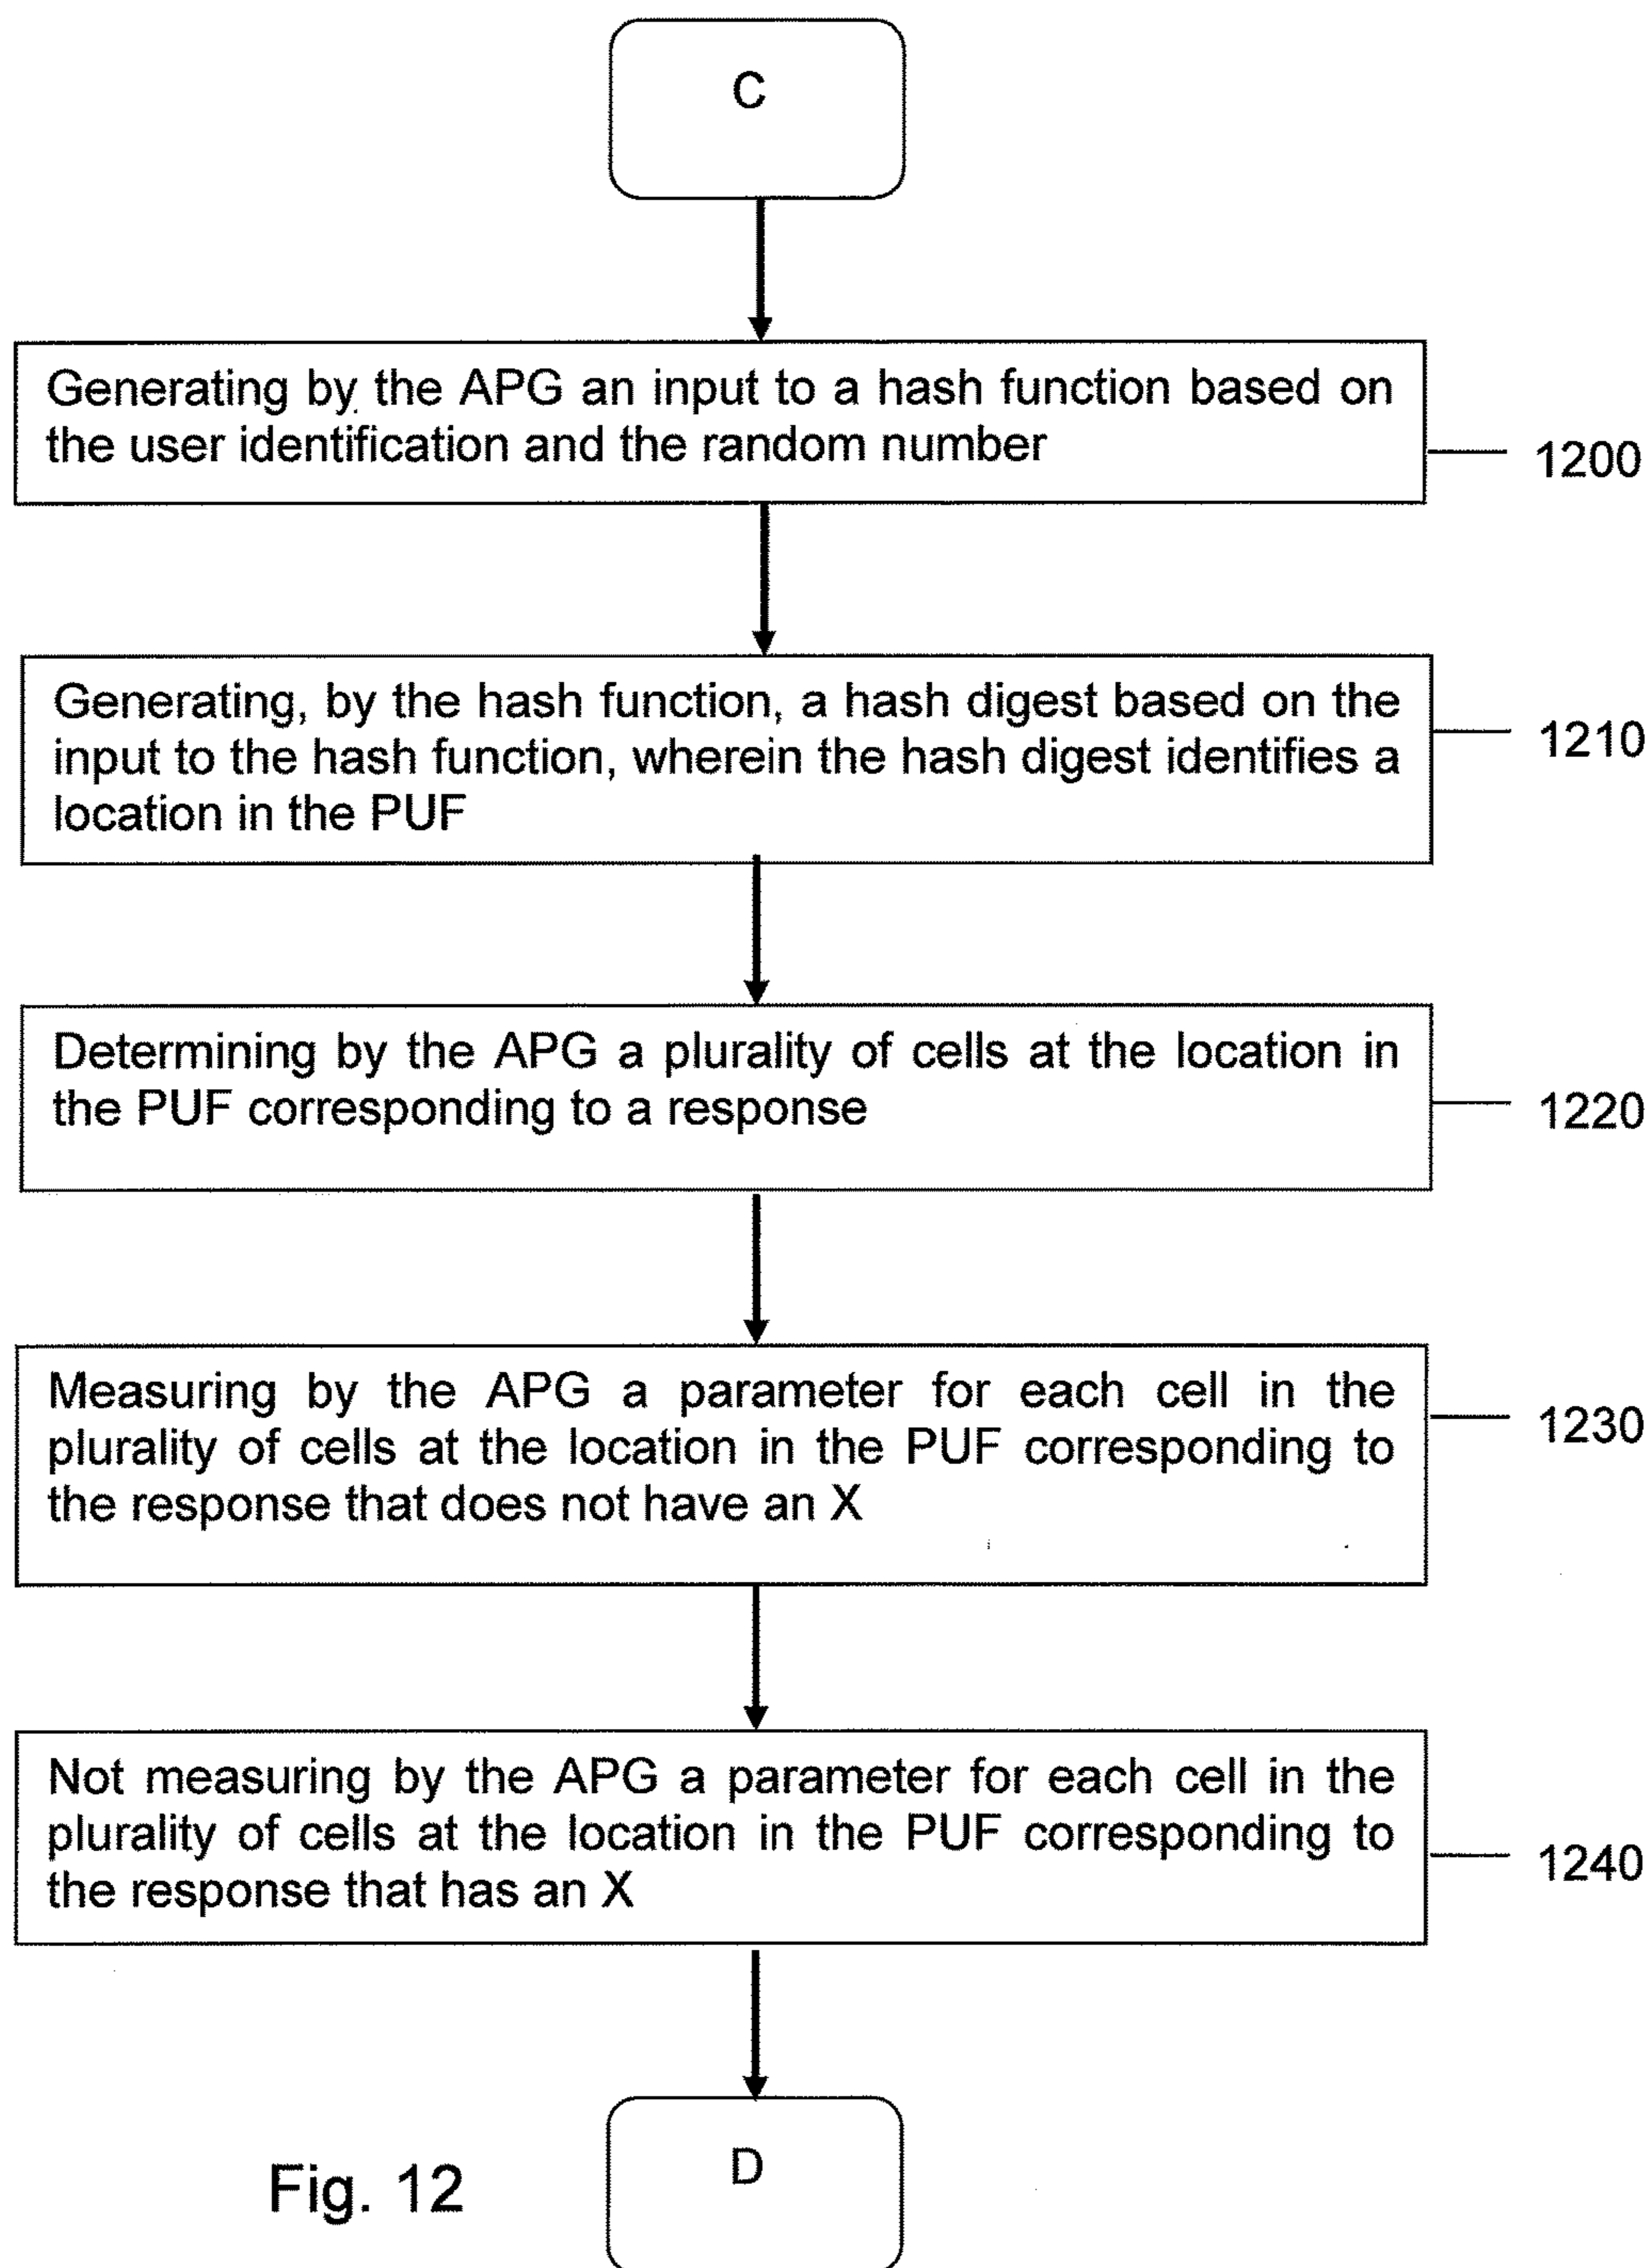 C
Generating by the APG an input to a hash function based on
the user identification and the random number
1200
Generating, by the hash function, a hash digest based on the
input to the hash function, wherein the hash digest identifies a
location in the PUF
1210
Determining by the APG a plurality of cells at the location in
the PUF corresponding to a response
1220
Measuring by the APG a parameter for each cell in the
plurality of cells at the location in the PUF corresponding to
the response that does not have an X
1230
Not measuring by the APG a parameter for each cell in the
plurality of cells at the location in the PUF corresponding to
the response that has an X
1240
D
Fig. 12